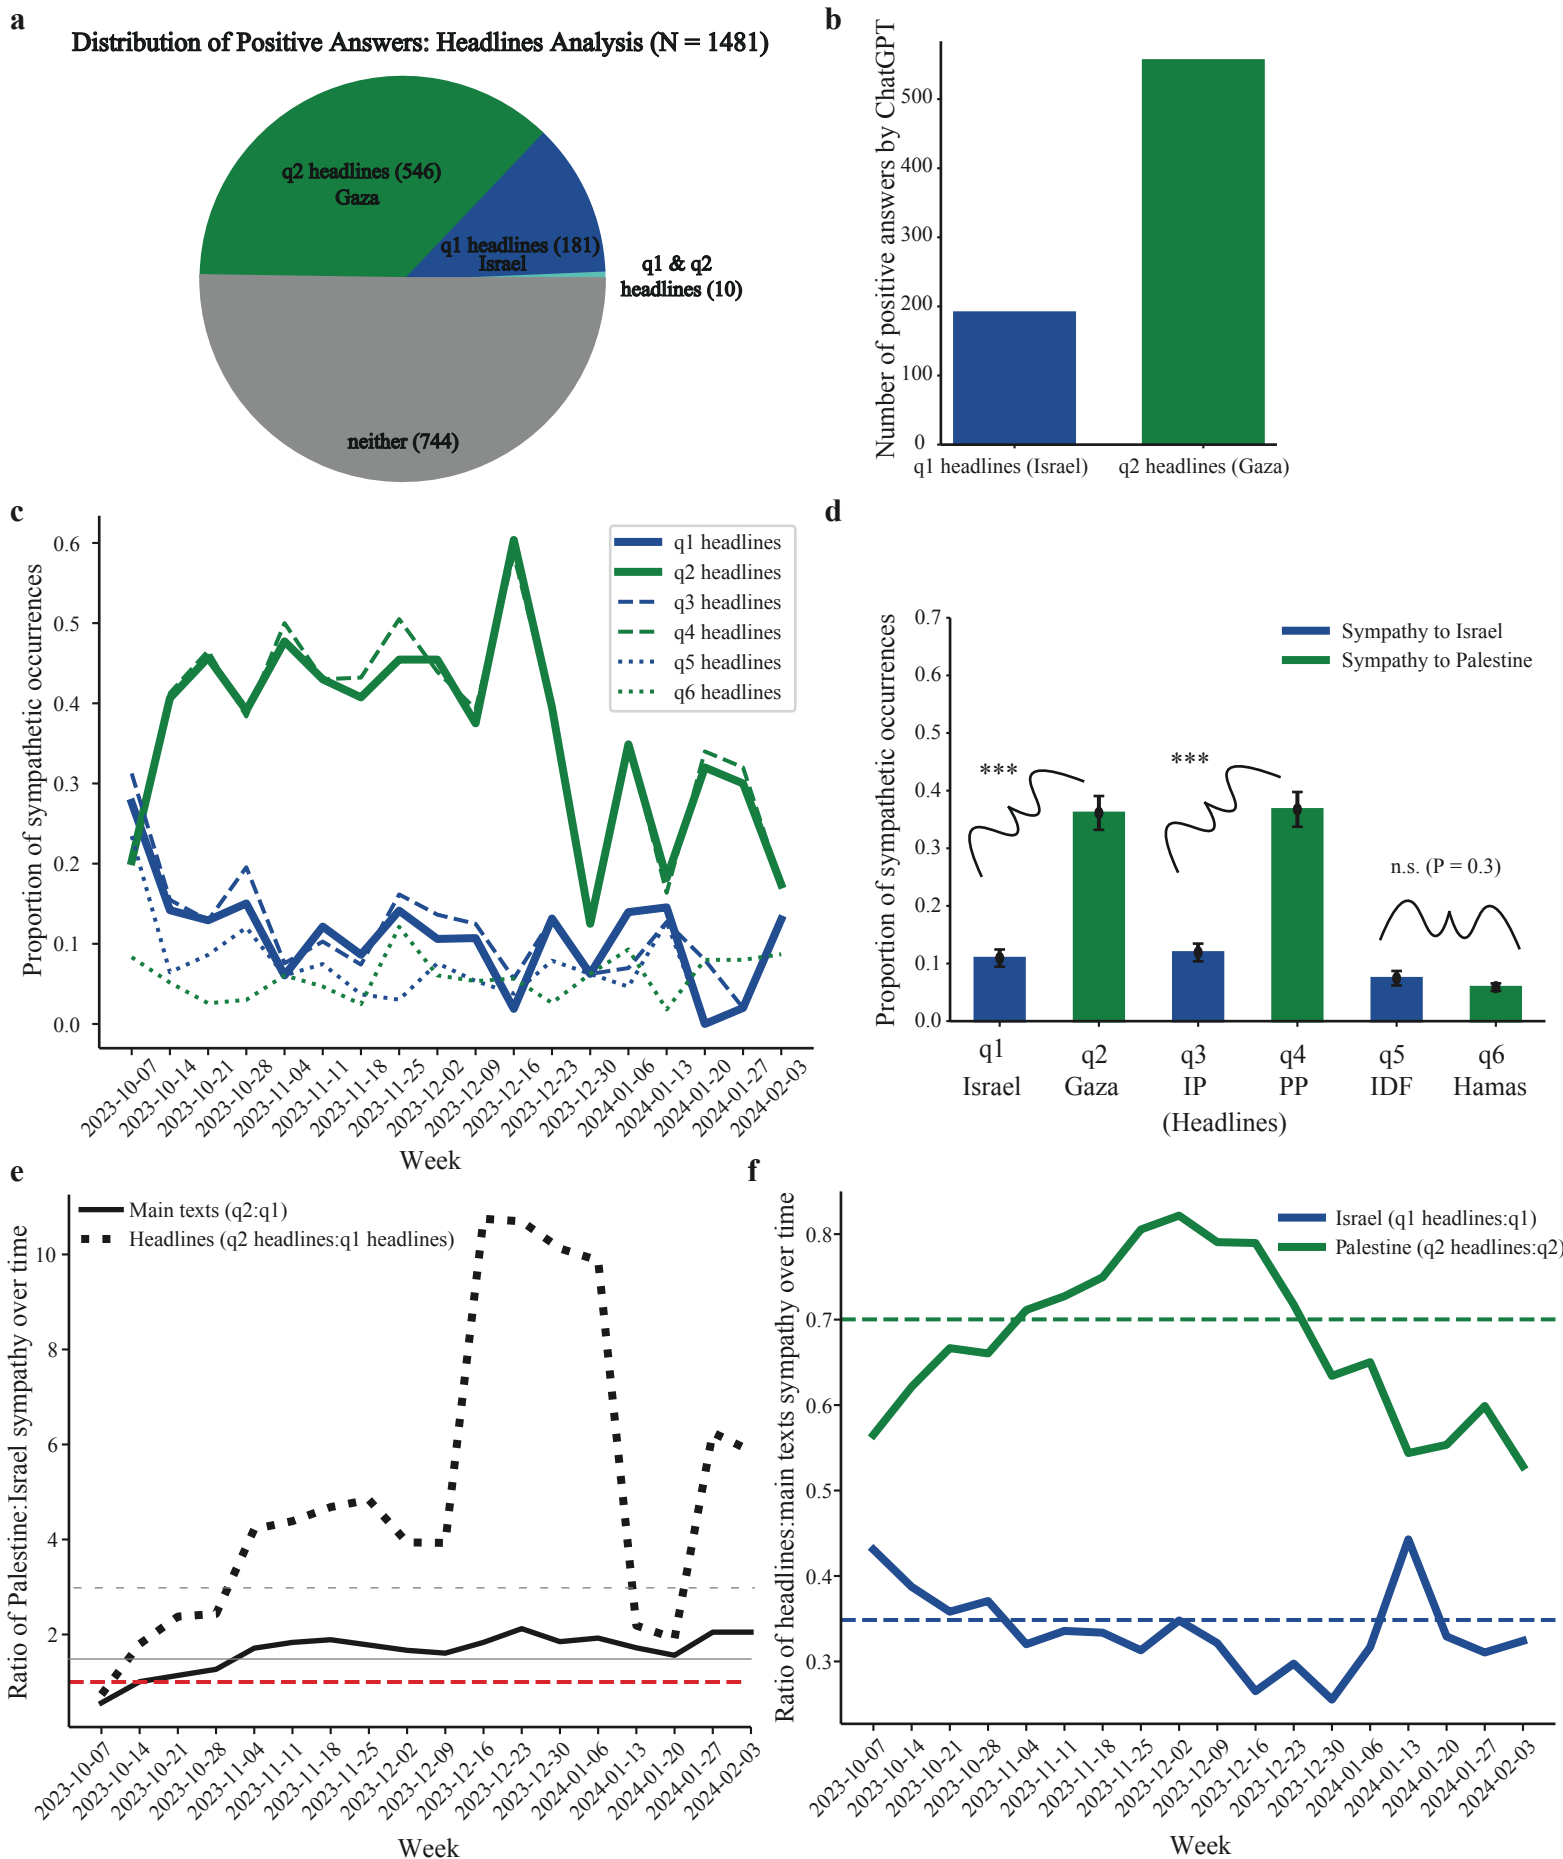 a
Distribution of Positive Answers: Headlines Analysis (N = 1481)
q2 headlines (546)
Gaza
q1 headlines (181)
Israel
q1 & q2
headlines (10)
neither (744)
b
Number of positive answers by ChatGPT
500
400
300
200
100
0
q1 headlines (Israel)
q2 headlines (Gaza)
c
Proportion of sympathetic occurrences
0.6
0.5
0.4
0.3
0.2
0.1
0.0
q1 headlines
q2 headlines
q3 headlines
q4 headlines
q5 headlines
q6 headlines
2023-10-07
2023-10-14
2023-10-21
2023-10-28
2023-11-04
2023-11-11
2023-11-18
2023-11-25
2023-12-02
2023-12-09
2023-12-16
2023-12-23
2023-12-30
2024-01-06
2024-01-13
2024-01-20
2024-01-27
2024-02-03
Week
d
Proportion of sympathetic occurrences
0.7
0.6
0.5
0.4
0.3
0.2
0.1
0.0
Sympathy to Israel
Sympathy to Palestine
***
***
n.s. (P = 0.3)
q1 q2 q3 q4 q5 q6
Israel Gaza IP PP IDF Hamas
(Headlines)
e
Ratio of Palestine:Israel sympathy over time
10
8
6
4
2
Main texts (q2:q1)
Headlines (q2 headlines:q1 headlines)
2023-10-07
2023-10-14
2023-10-21
2023-10-28
2023-11-04
2023-11-11
2023-11-18
2023-11-25
2023-12-02
2023-12-09
2023-12-16
2023-12-23
2023-12-30
2024-01-06
2024-01-13
2024-01-20
2024-01-27
2024-02-03
Week
f
Ratio of headlines:main texts sympathy over time
0.8
0.7
0.6
0.5
0.4
0.3
Israel (q1 headlines:q1)
Palestine (q2 headlines:q2)
2023-10-07
2023-10-14
2023-10-21
2023-10-28
2023-11-04
2023-11-11
2023-11-18
2023-11-25
2023-12-02
2023-12-09
2023-12-16
2023-12-23
2023-12-30
2024-01-06
2024-01-13
2024-01-20
2024-01-27
2024-02-03
Week